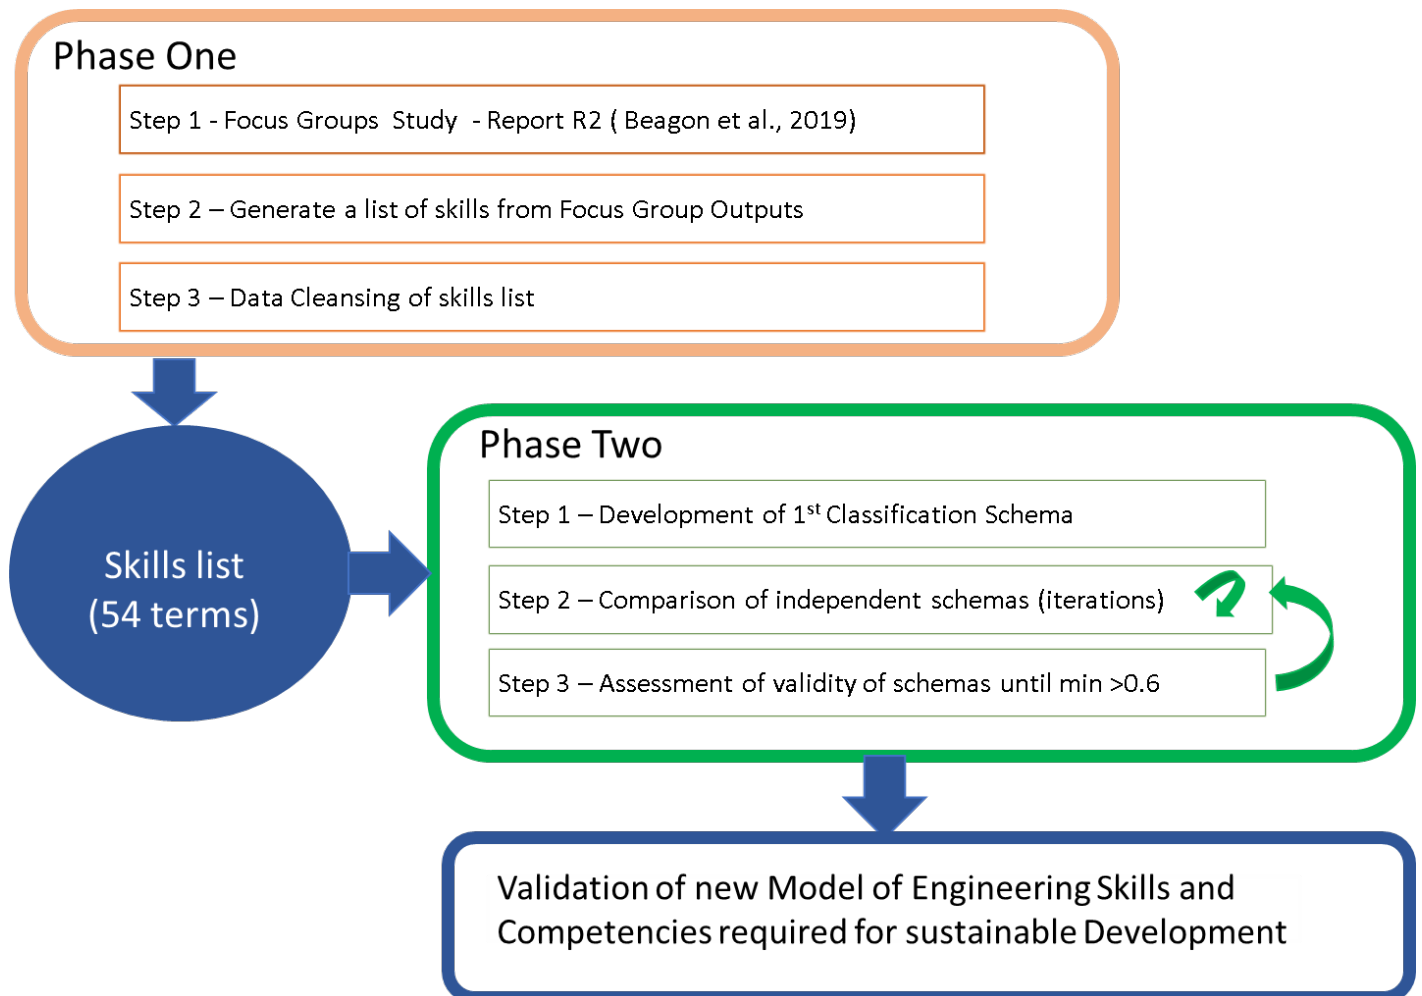 Phase One
Step 1 - Focus Groups Study - Report R2 ( Beagon et al., 2019)
Step 2 – Generate a list of skills from Focus Group Outputs
Step 3 – Data Cleansing of skills list
Skills list
(54 terms)
Phase Two
Step 1 – Development of 1st Classification Schema
Step 2 – Comparison of independent schemas (iterations)
Step 3 – Assessment of validity of schemas until min >0.6
Validation of new Model of Engineering Skills and
Competencies required for sustainable Development